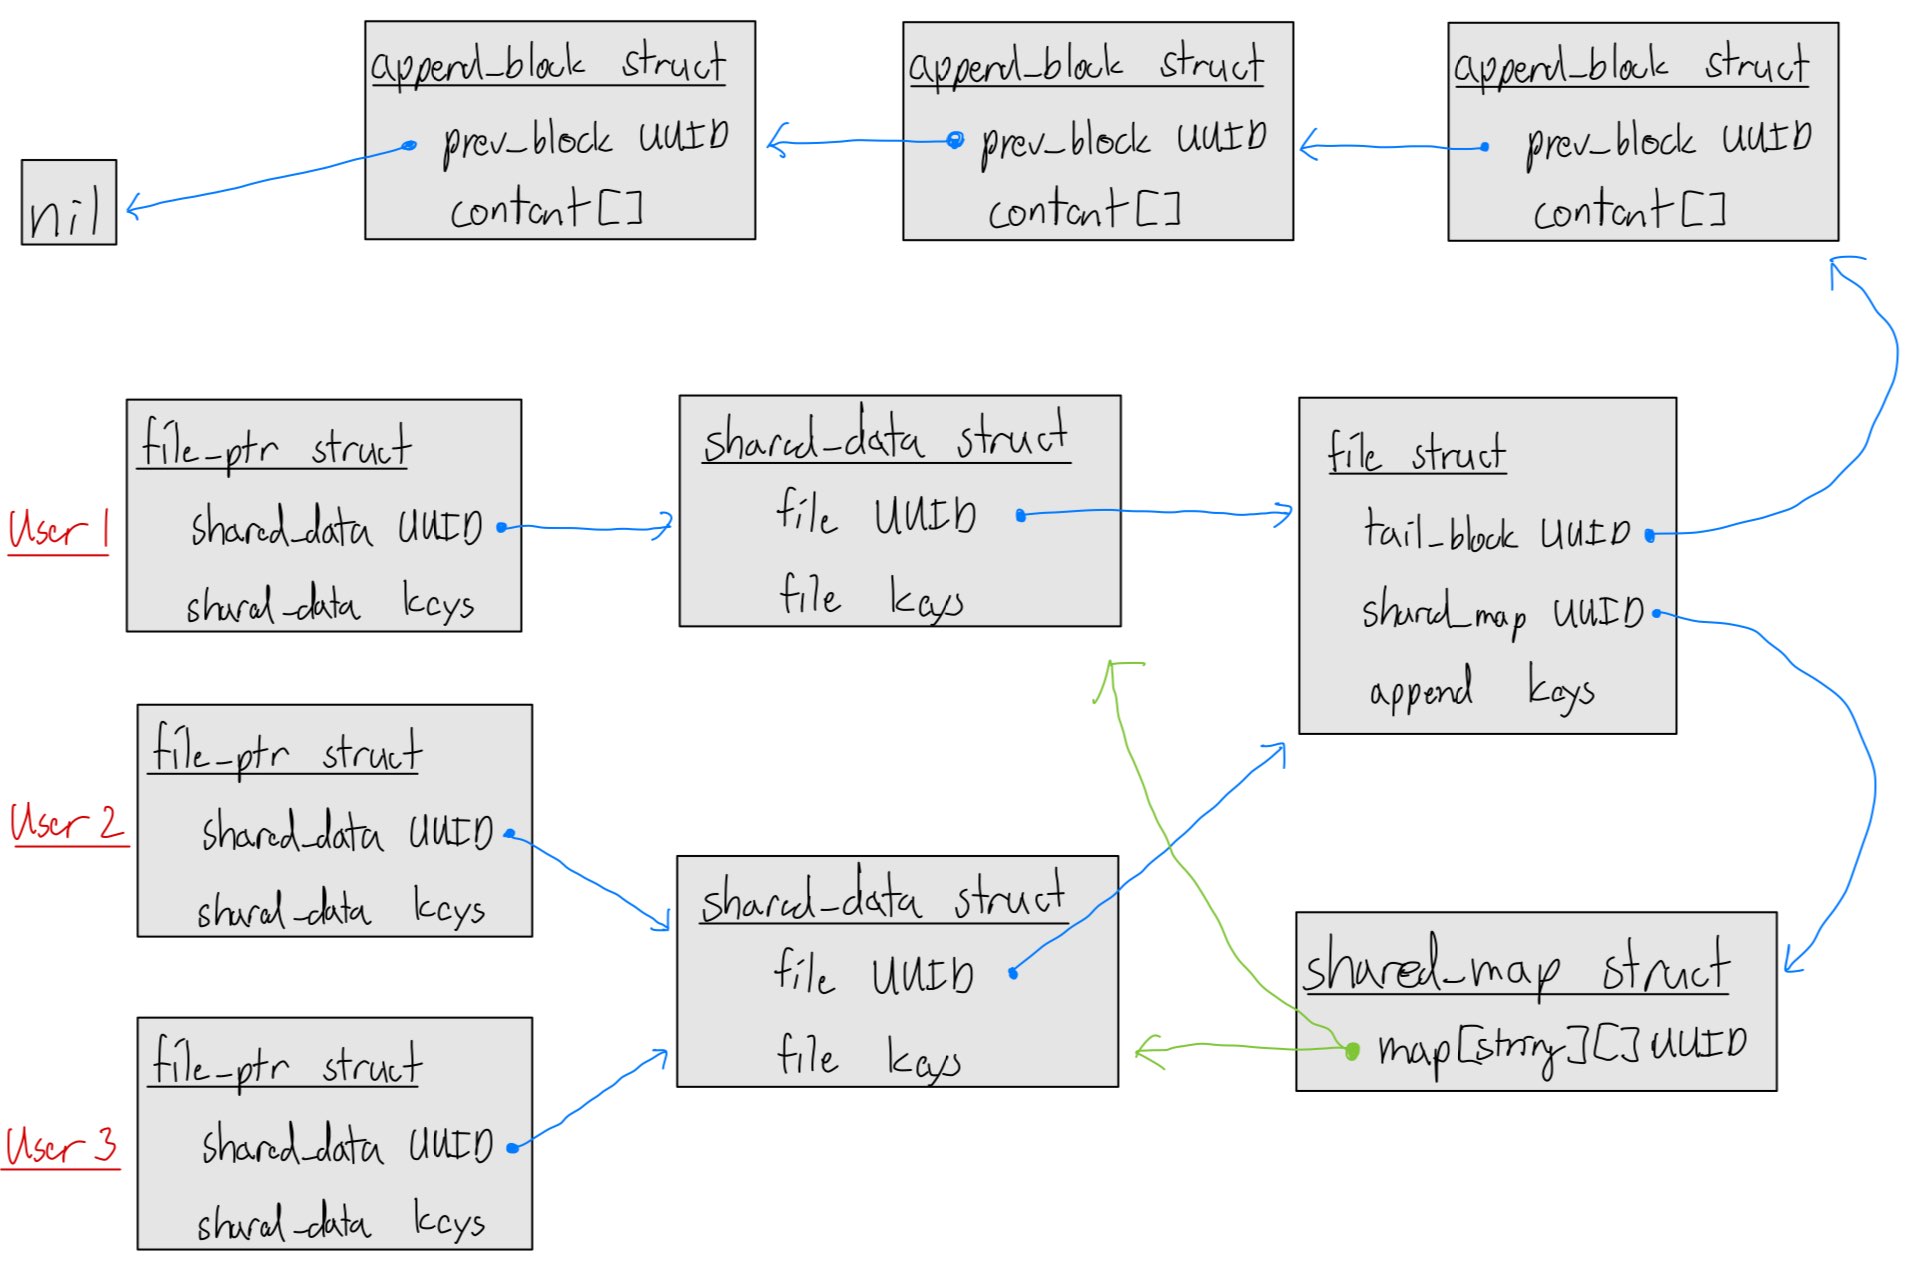 append_block struct
prev_block UUID
content[]
append_block struct
prev_block UUID
content[]
append_block struct
prev_block UUID
content[]
nil
User 1
file_ptr struct
shared_data UUID
shared_data keys
shared_data struct
file UUID
file keys
file struct
tail_block UUID
shared_map UUID
append keys
User 2
file_ptr struct
shared_data UUID
shared_data keys
shared_data struct
file UUID
file keys
shared_map struct
map[string][]UUID
User 3
file_ptr struct
shared_data UUID
shared_data keys